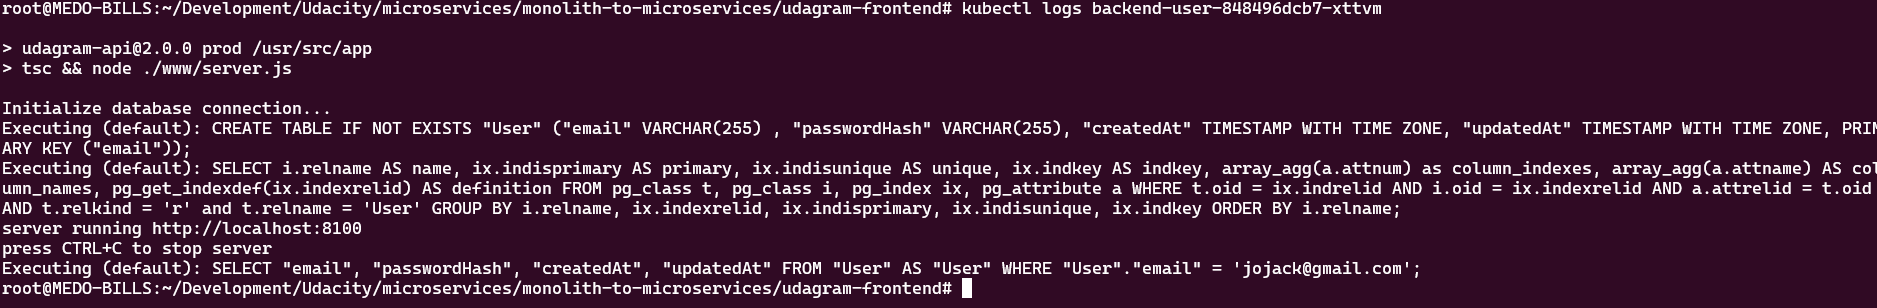 root@MEDO-BILLS:~/Development/Udacity/microservices/monolith-to-microservices/udagram-frontend# kubectl logs backend-user-848496dcb7-xttvm
> udagram-api@2.0.0 prod /usr/src/app
> tsc && node ./www/server.js
Initialize database connection...
Executing (default): CREATE TABLE IF NOT EXISTS "User" ("email" VARCHAR(255) , "passwordHash" VARCHAR(255), "createdAt" TIMESTAMP WITH TIME ZONE, "updatedAt" TIMESTAMP WITH TIME ZONE, PRIM
ARY KEY ("email"));
Executing (default): SELECT i.relname AS name, ix.indisprimary AS primary, ix.indisunique AS unique, ix.indkey AS indkey, array_agg(a.attnum) as column_indexes, array_agg(a.attname) AS col
umn_names, pg_get_indexdef(ix.indexrelid) AS definition FROM pg_class t, pg_class i, pg_index ix, pg_attribute a WHERE t.oid = ix.indrelid AND i.oid = ix.indexrelid AND a.attrelid = t.oid
AND t.relkind = 'r' and t.relname = 'User' GROUP BY i.relname, ix.indexrelid, ix.indisprimary, ix.indisunique, ix.indkey ORDER BY i.relname;
server running http://localhost:8100
press CTRL+C to stop server
Executing (default): SELECT "email", "passwordHash", "createdAt", "updatedAt" FROM "User" AS "User" WHERE "User"."email" = 'jojack@gmail.com';
root@MEDO-BILLS:~/Development/Udacity/microservices/monolith-to-microservices/udagram-frontend#